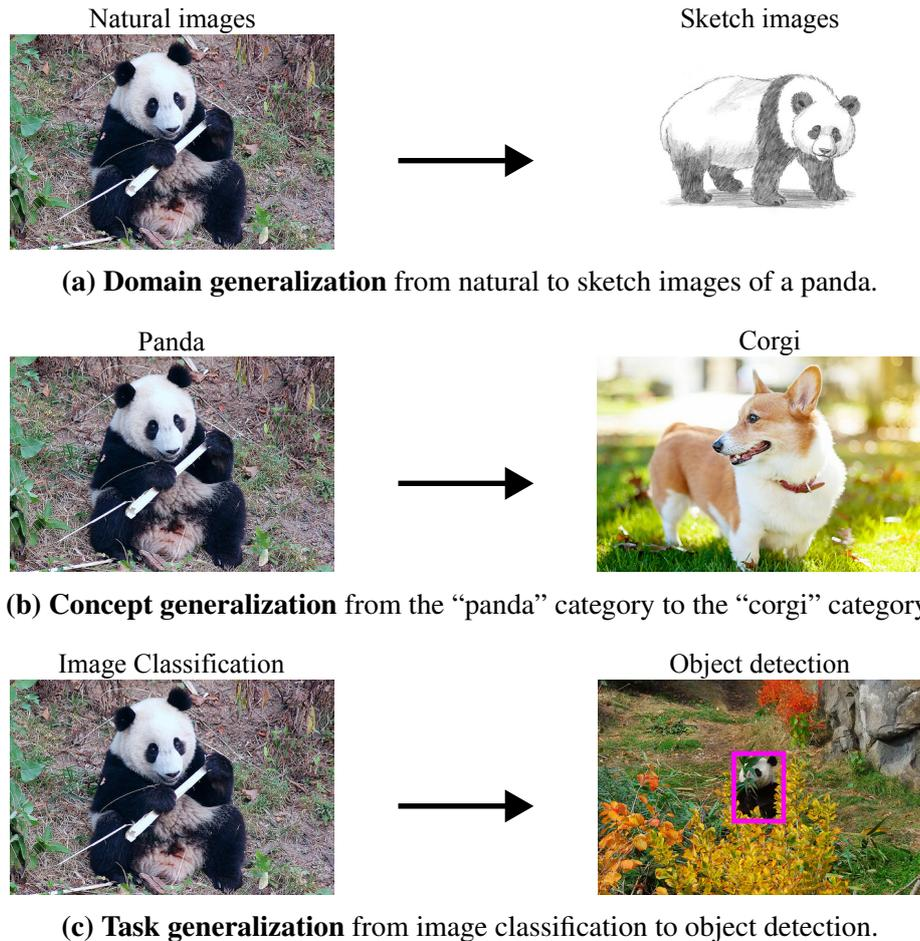 Natural images
Sketch images
(a) Domain generalization from natural to sketch images of a panda.
Panda
Corgi
(b) Concept generalization from the “panda” category to the “corgi” category
Image Classification
Object detection
(c) Task generalization from image classification to object detection.